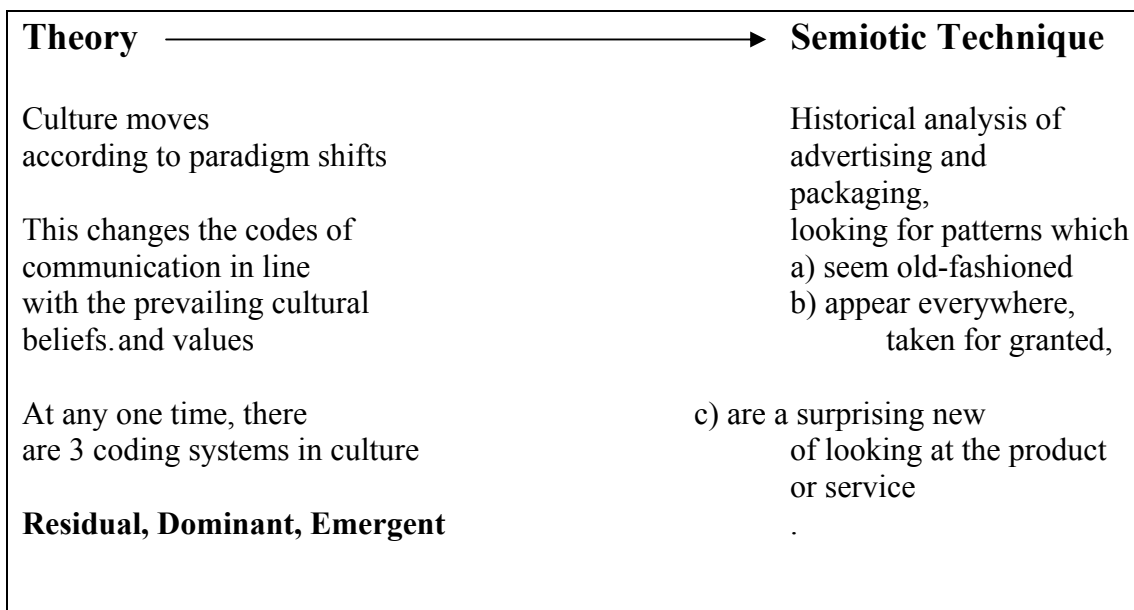 Theory
Semiotic Technique
Culture moves
according to paradigm shifts
This changes the codes of
communication in line
with the prevailing cultural
beliefs.and values
At any one time, there
are 3 coding systems in culture
Residual, Dominant, Emergent
Historical analysis of
advertising and
packaging,
looking for patterns which
a) seem old-fashioned
b) appear everywhere,
taken for granted,
c) are a surprising new
of looking at the product
or service
.